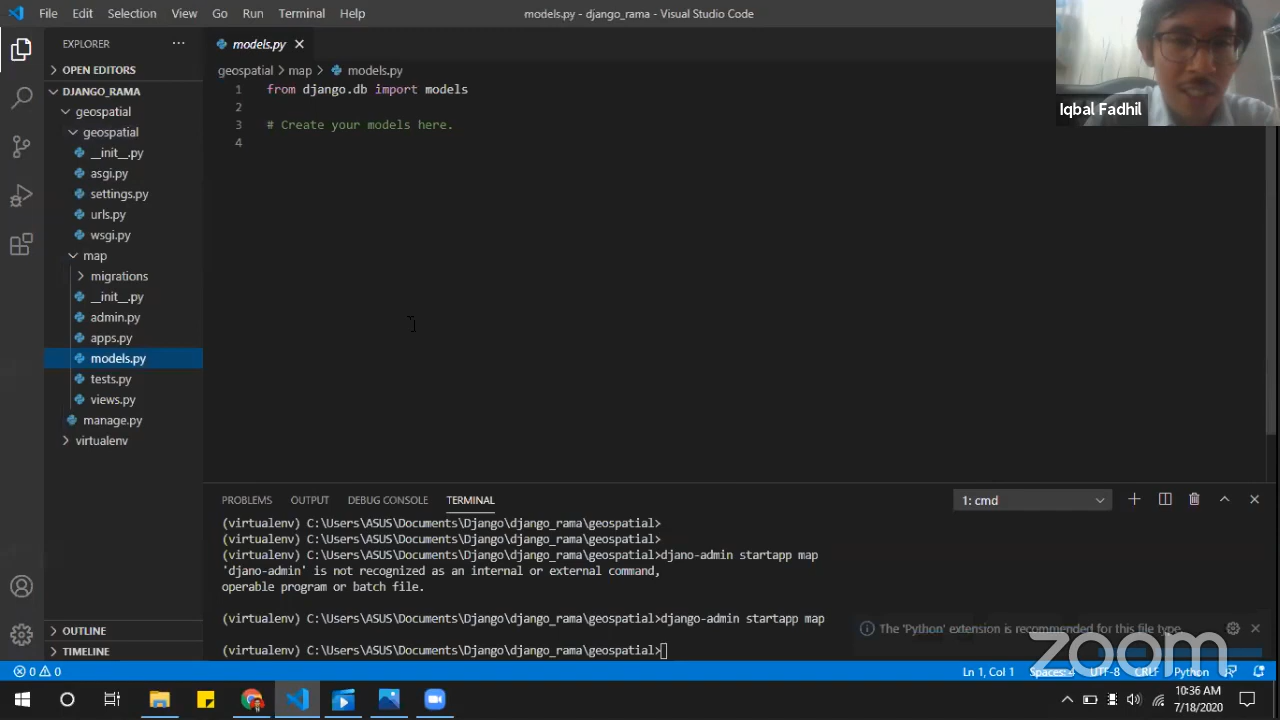 File Edit Selection View Go Run Terminal Help
models.py - django_rama - Visual Studio Code
EXPLORER
OPEN EDITORS
DJANGO_RAMA
geospatial
geospatial
__init__.py
asgi.py
settings.py
urls.py
wsgi.py
map
migrations
__init__.py
admin.py
apps.py
models.py
tests.py
views.py
manage.py
virtualenv
OUTLINE
TIMELINE
models.py
geospatial > map > models.py
1 from django.db import models
2
3 # Create your models here.
4
Iqbal Fadhil
PROBLEMS OUTPUT DEBUG CONSOLE TERMINAL
1: cmd
(virtualenv) C:\Users\ASUS\Documents\Django\django_rama\geospatial>
(virtualenv) C:\Users\ASUS\Documents\Django\django_rama\geospatial>
(virtualenv) C:\Users\ASUS\Documents\Django\django_rama\geospatial>djano-admin startapp map
'djano-admin' is not recognized as an internal or external command,
operable program or batch file.
(virtualenv) C:\Users\ASUS\Documents\Django\django_rama\geospatial>django-admin startapp map
(virtualenv) C:\Users\ASUS\Documents\Django\django_rama\geospatial>
The 'Python' extension is recommended for this file type.
zoom
0 0
Ln 1, Col 1 Spaces: 4 UTF-8 CRLF Python
10:36 AM
7/18/2020